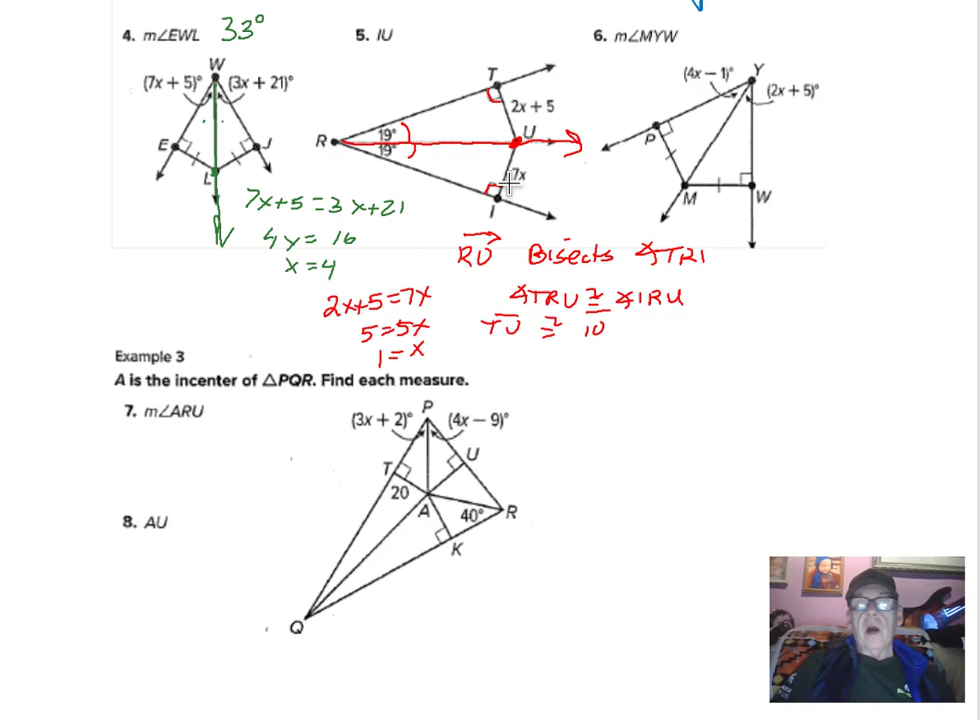 4. m∠EWL 33°
5. IU
6. m∠MYW
W
(7x + 5)° (3x + 21)°
E
J
L
7x+5 = 3x+21
4x = 16
x = 4
T
2x + 5
R
19°
19°
U
7x
I
RU Bisects ∠TRI
2x+5=7x
5=5x
1=x
∠TRU ≅ ∠IRU
TU ≅ IU
(4x − 1)°
Y
(2x + 5)°
P
M
W
Example 3
A is the incenter of △PQR. Find each measure.
7. m∠ARU
8. AU
(3x + 2)°
P
(4x − 9)°
T
U
20
A
40°
R
K
Q